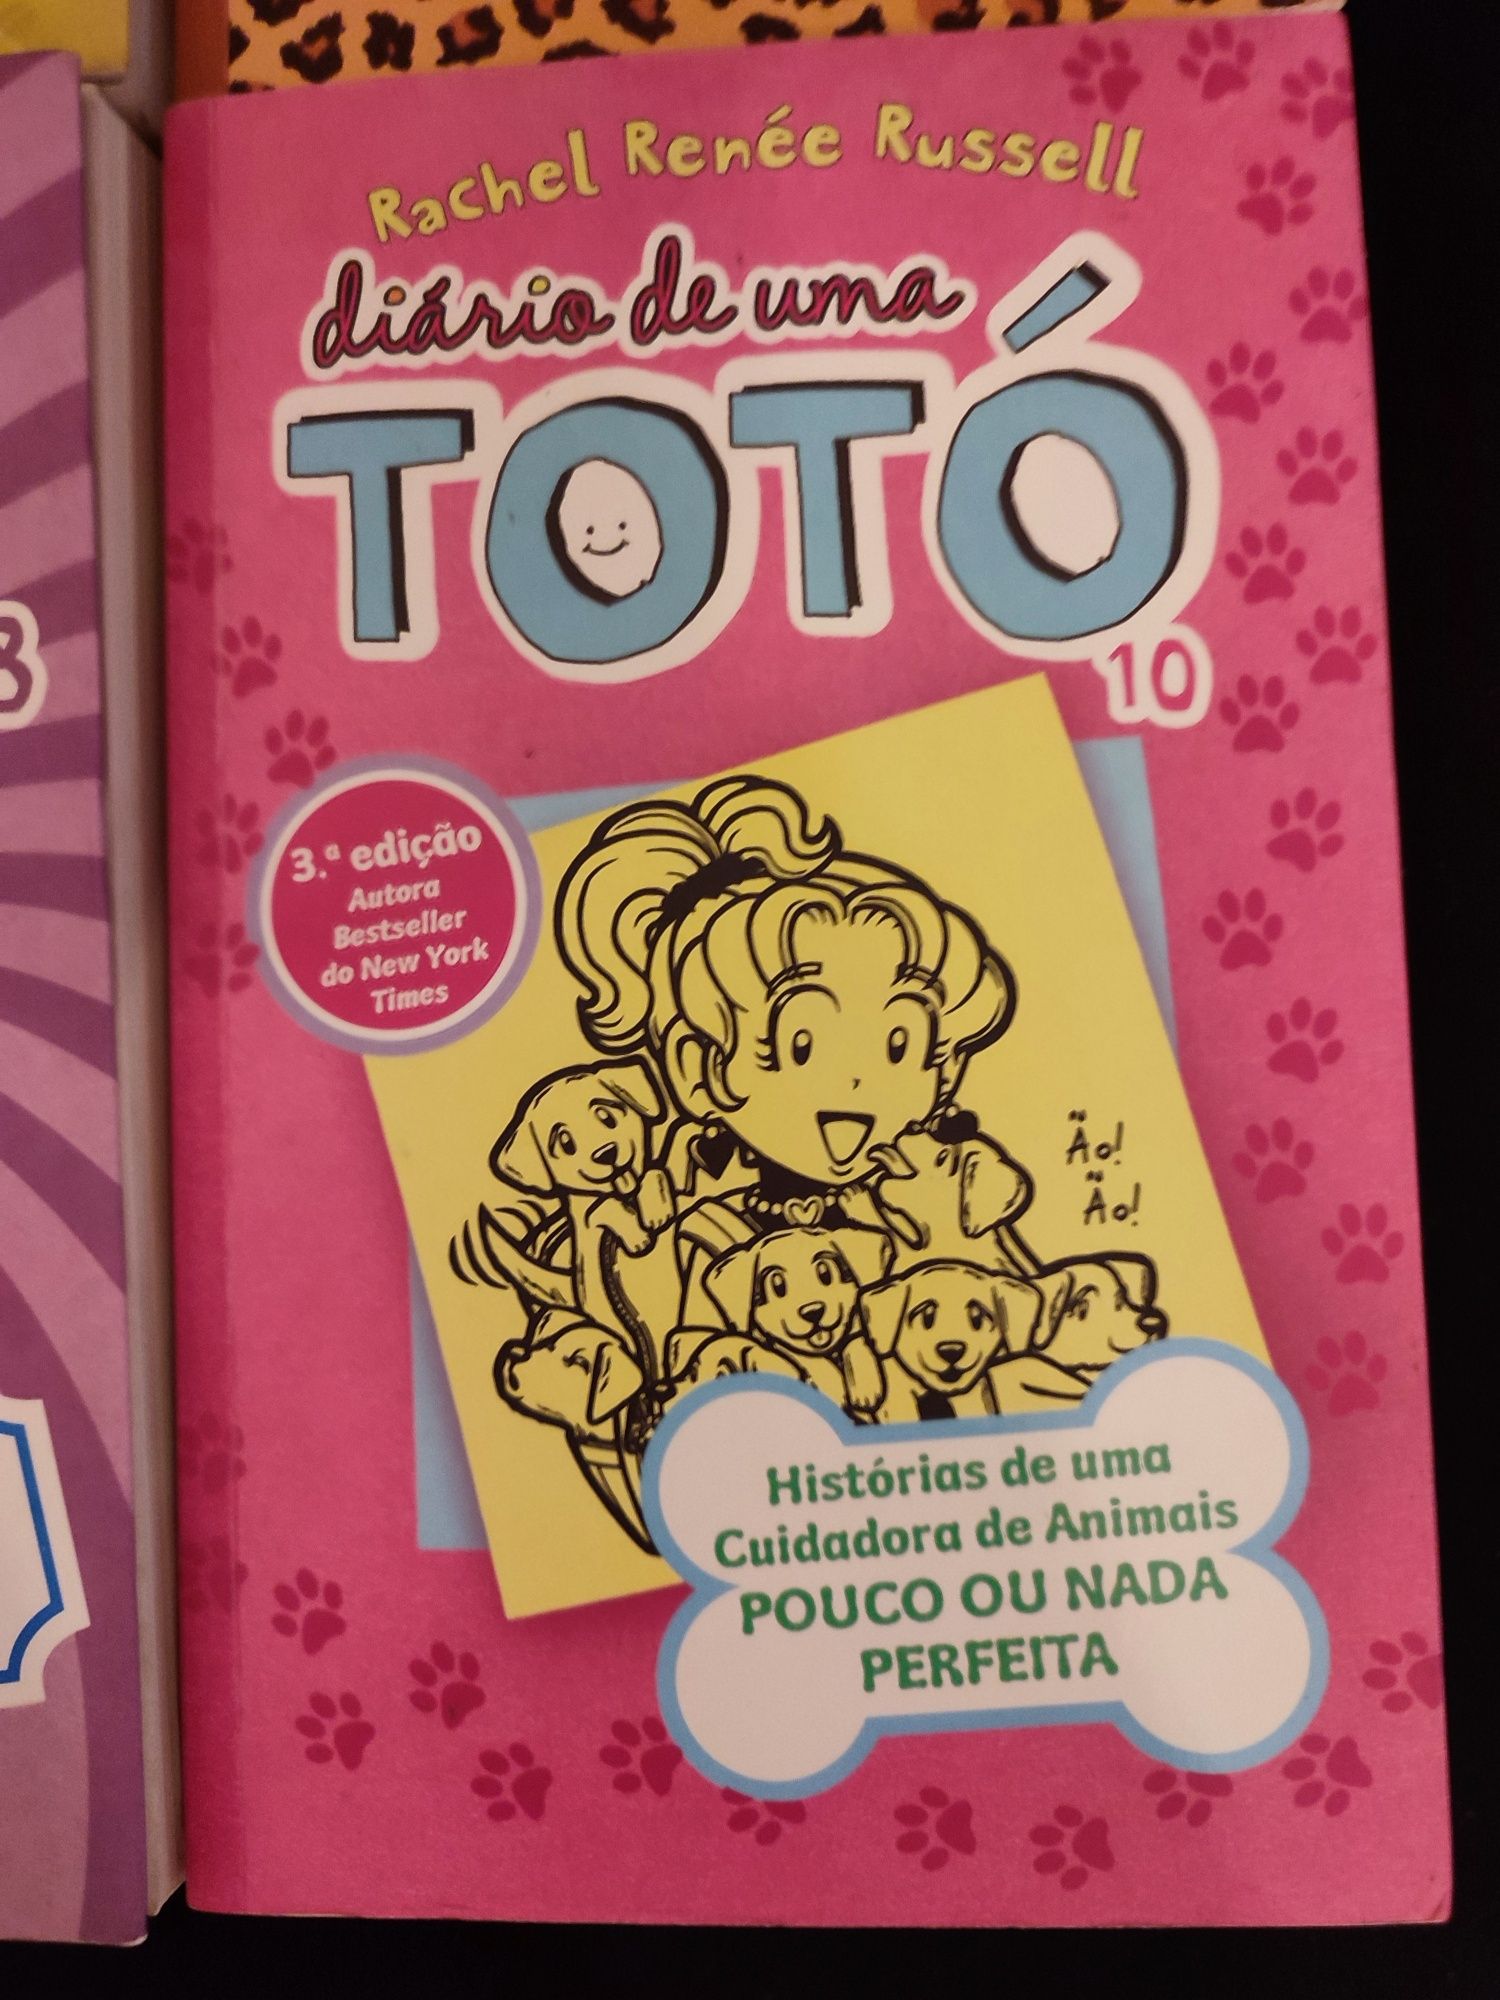 Rachel Renée Russell
diário de uma
TOTÓ
10
8
3.ª edição
Autora
Bestseller
do New York
Times
Ão!
Ão!
Histórias de uma
Cuidadora de Animais
POUCO OU NADA
PERFEITA